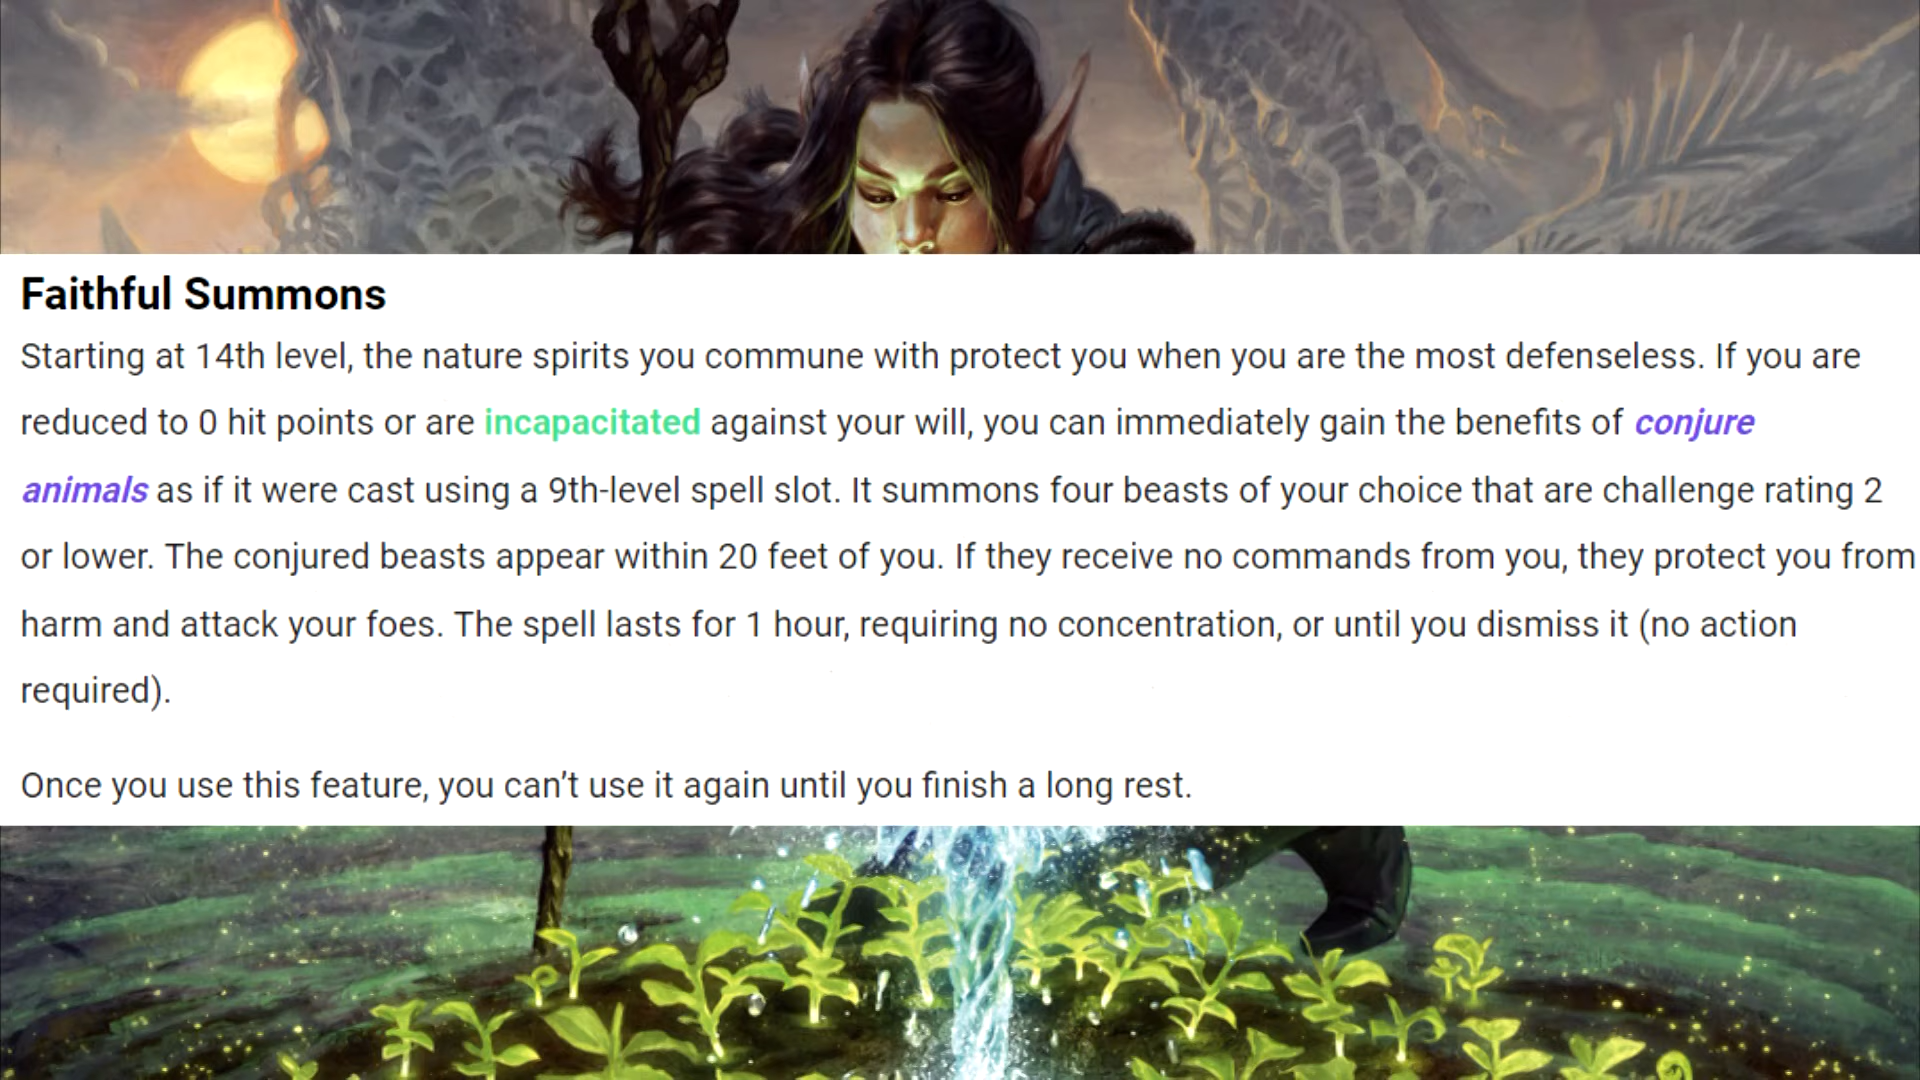 Faithful Summons
Starting at 14th level, the nature spirits you commune with protect you when you are the most defenseless. If you are
reduced to 0 hit points or are incapacitated against your will, you can immediately gain the benefits of conjure
animals as if it were cast using a 9th-level spell slot. It summons four beasts of your choice that are challenge rating 2
or lower. The conjured beasts appear within 20 feet of you. If they receive no commands from you, they protect you from
harm and attack your foes. The spell lasts for 1 hour, requiring no concentration, or until you dismiss it (no action
required).
Once you use this feature, you can’t use it again until you finish a long rest.